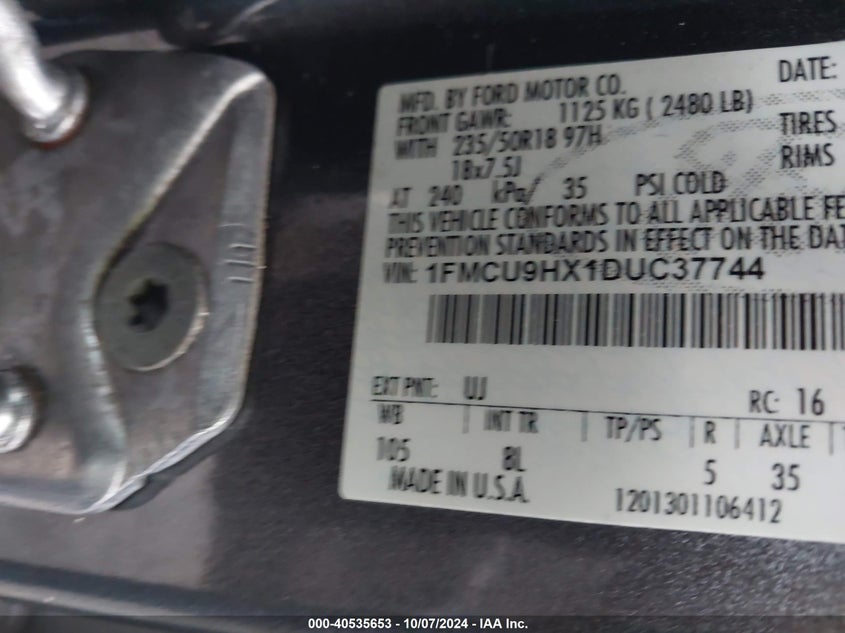 MFD. BY FORD MOTOR CO. DATE:
FRONT GAWR: 1125 KG ( 2480 LB)
WITH 235/50R18 97H TIRES
18x7.5J RIMS
AT 240 kPa/ 35 PSI COLD
THIS VEHICLE CONFORMS TO ALL APPLICABLE FE
PREVENTION STANDARDS IN EFFECT ON THE DAT
VIN: 1FMCU9HX1DUC37744
EXT PNT: UJ RC: 16
WB | INT TR | TP/PS | R | AXLE |
105 8L 5 35
MADE IN U.S.A. 1201301106412
000-40535653 - 10/07/2024 - IAA Inc.